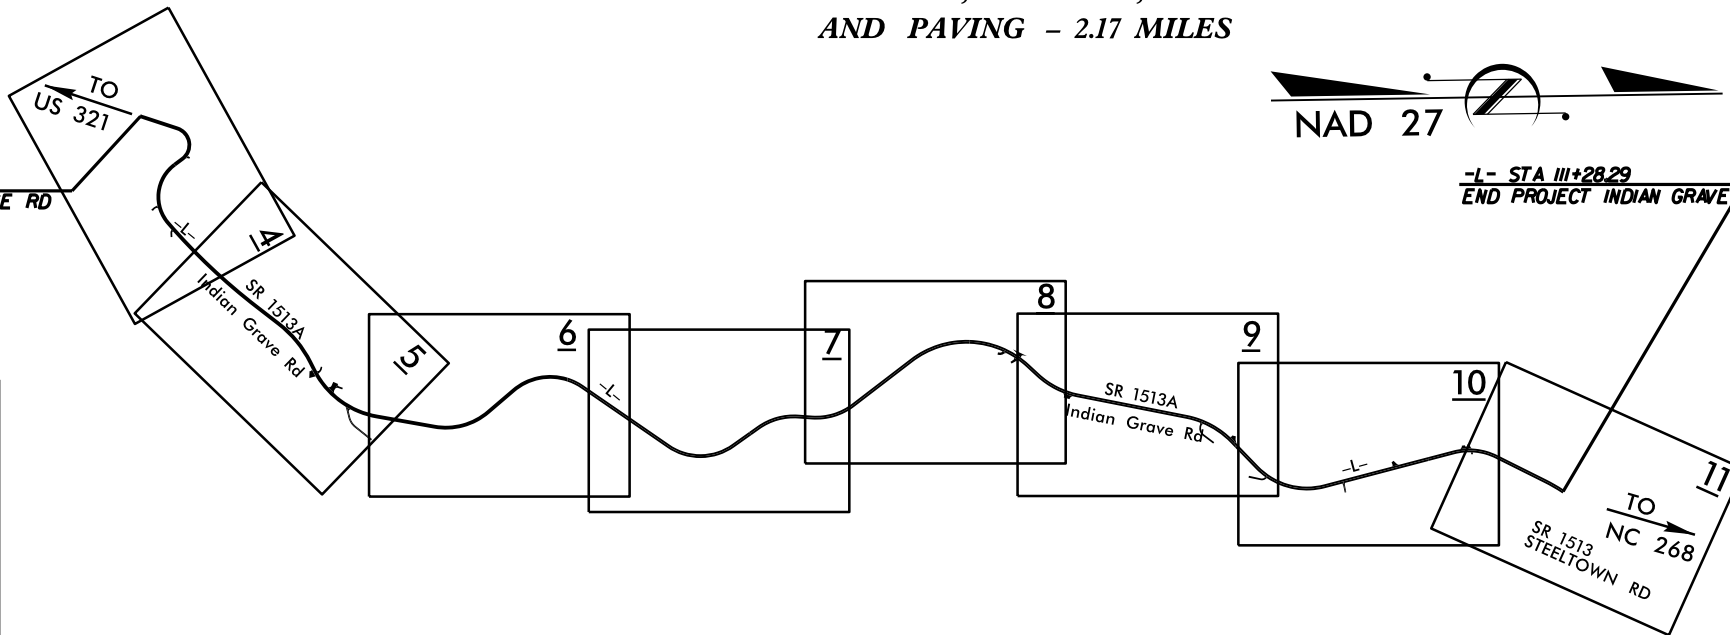 AND PAVING – 2.17 MILES
NAD 27
-L- STA 111+28.29
END PROJECT INDIAN GRAVE
TO
US 321
E RD
-L-
4
SR 1513A
Indian Grave Rd
5
6
-L-
7
8
SR 1513A
Indian Grave Rd
9
-L-
10
11
TO
NC 268
SR 1513
STEELTOWN RD